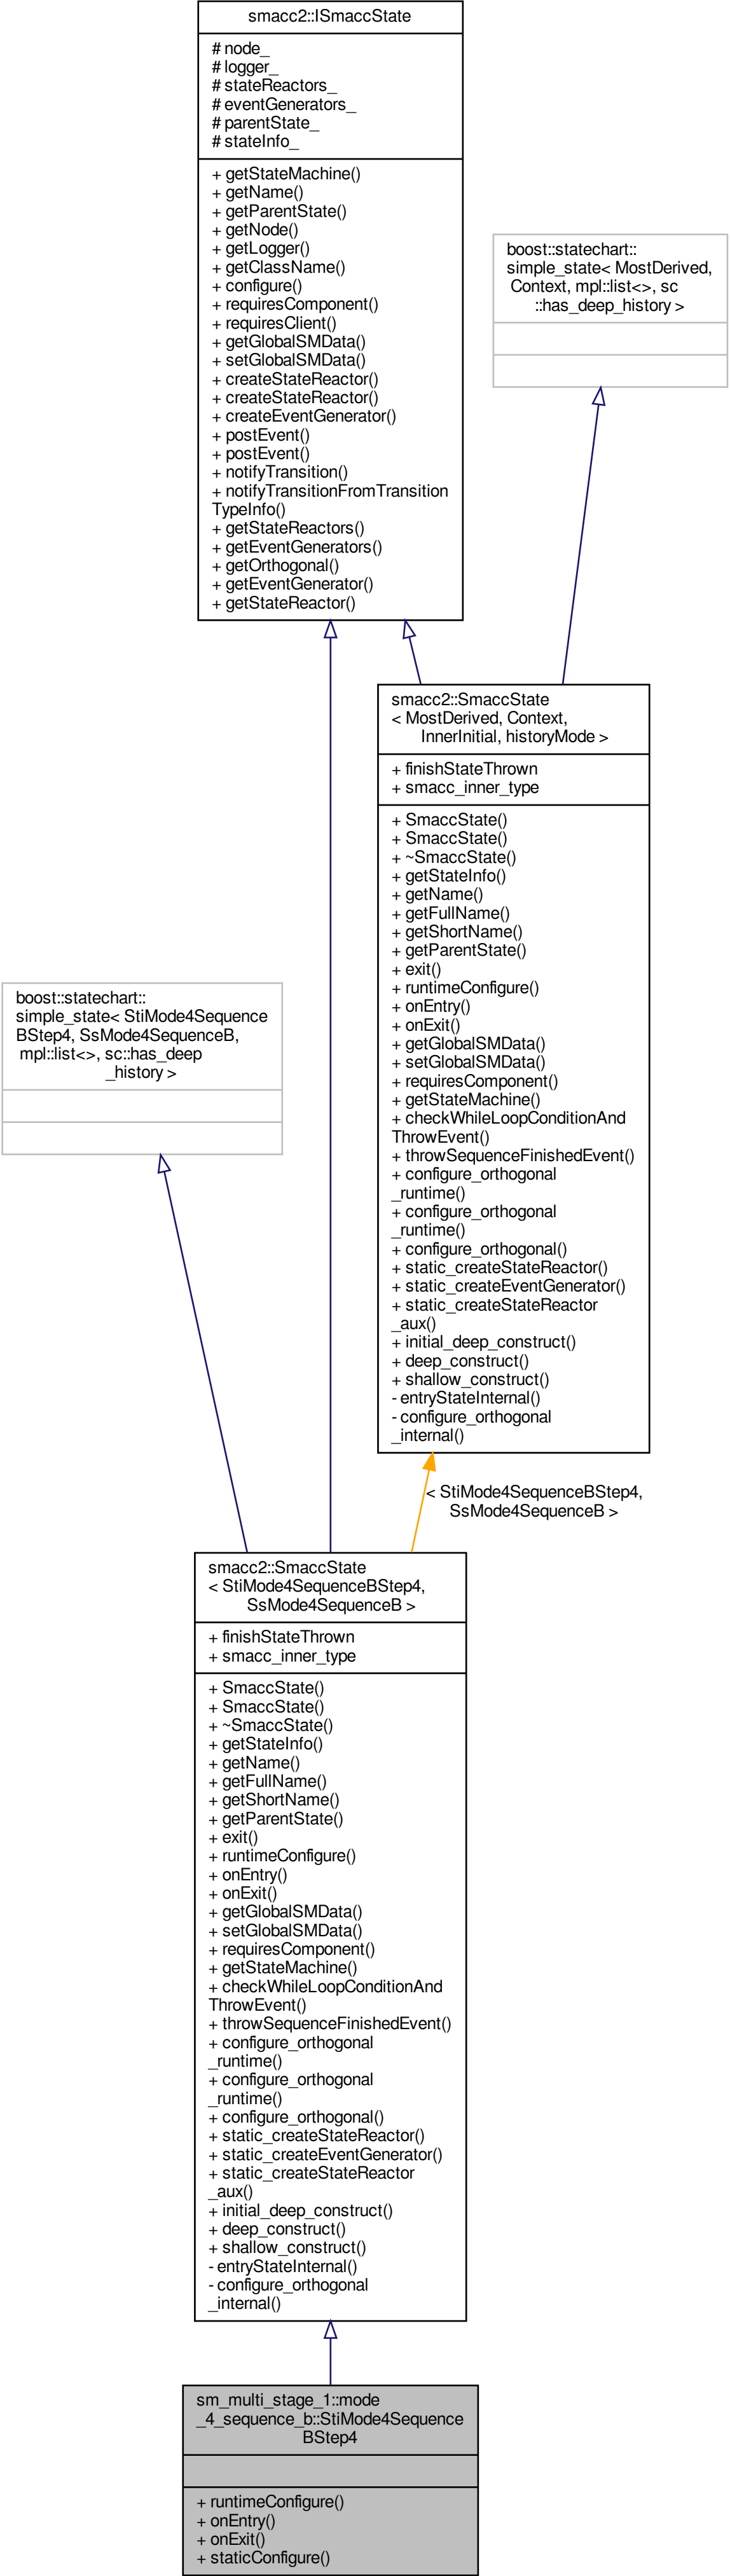 smacc2::ISmaccState
# node_
# logger_
# stateReactors_
# eventGenerators_
# parentState_
# stateInfo_
+ getStateMachine()
+ getName()
+ getParentState()
+ getNode()
+ getLogger()
+ getClassName()
+ configure()
+ requiresComponent()
+ requiresClient()
+ getGlobalSMData()
+ setGlobalSMData()
+ createStateReactor()
+ createStateReactor()
+ createEventGenerator()
+ postEvent()
+ postEvent()
+ notifyTransition()
+ notifyTransitionFromTransition
TypeInfo()
+ getStateReactors()
+ getEventGenerators()
+ getOrthogonal()
+ getEventGenerator()
+ getStateReactor()
boost::statechart::
simple_state< MostDerived,
Context, mpl::list<>, sc
::has_deep_history >
smacc2::SmaccState
< MostDerived, Context,
InnerInitial, historyMode >
+ finishStateThrown
+ smacc_inner_type
+ SmaccState()
+ SmaccState()
+ ~SmaccState()
+ getStateInfo()
+ getName()
+ getFullName()
+ getShortName()
+ getParentState()
+ exit()
+ runtimeConfigure()
+ onEntry()
+ onExit()
+ getGlobalSMData()
+ setGlobalSMData()
+ requiresComponent()
+ getStateMachine()
+ checkWhileLoopConditionAnd
ThrowEvent()
+ throwSequenceFinishedEvent()
+ configure_orthogonal
_runtime()
+ configure_orthogonal
_runtime()
+ configure_orthogonal()
+ static_createStateReactor()
+ static_createEventGenerator()
+ static_createStateReactor
_aux()
+ initial_deep_construct()
+ deep_construct()
+ shallow_construct()
- entryStateInternal()
- configure_orthogonal
_internal()
boost::statechart::
simple_state< StiMode4Sequence
BStep4, SsMode4SequenceB,
mpl::list<>, sc::has_deep
_history >
< StiMode4SequenceBStep4,
SsMode4SequenceB >
smacc2::SmaccState
< StiMode4SequenceBStep4,
SsMode4SequenceB >
+ finishStateThrown
+ smacc_inner_type
+ SmaccState()
+ SmaccState()
+ ~SmaccState()
+ getStateInfo()
+ getName()
+ getFullName()
+ getShortName()
+ getParentState()
+ exit()
+ runtimeConfigure()
+ onEntry()
+ onExit()
+ getGlobalSMData()
+ setGlobalSMData()
+ requiresComponent()
+ getStateMachine()
+ checkWhileLoopConditionAnd
ThrowEvent()
+ throwSequenceFinishedEvent()
+ configure_orthogonal
_runtime()
+ configure_orthogonal
_runtime()
+ configure_orthogonal()
+ static_createStateReactor()
+ static_createEventGenerator()
+ static_createStateReactor
_aux()
+ initial_deep_construct()
+ deep_construct()
+ shallow_construct()
- entryStateInternal()
- configure_orthogonal
_internal()
sm_multi_stage_1::mode
_4_sequence_b::StiMode4Sequence
BStep4
+ runtimeConfigure()
+ onEntry()
+ onExit()
+ staticConfigure()